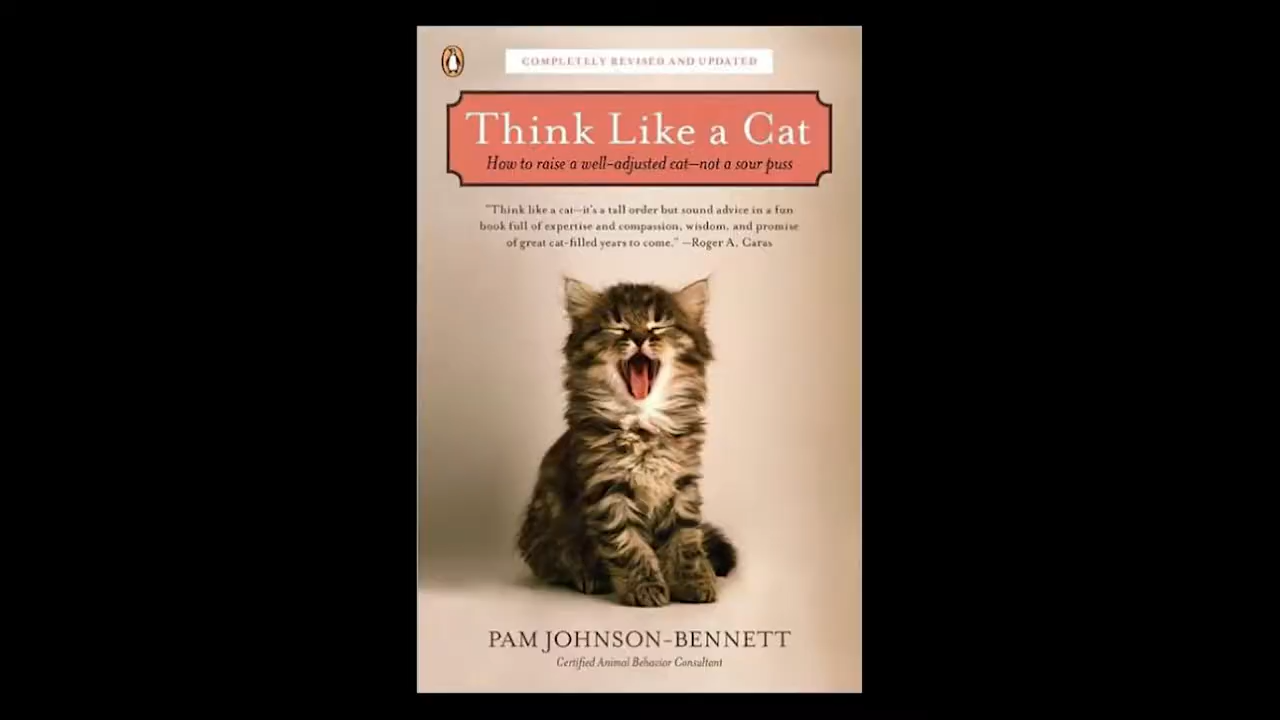 COMPLETELY REVISED AND UPDATED
Think Like a Cat
How to raise a well-adjusted cat—not a sour puss
"Think like a cat—it's a tall order but sound advice in a fun
book full of expertise and compassion, wisdom, and promise
of great cat-filled years to come." —Roger A. Caras
PAM JOHNSON-BENNETT
Certified Animal Behavior Consultant